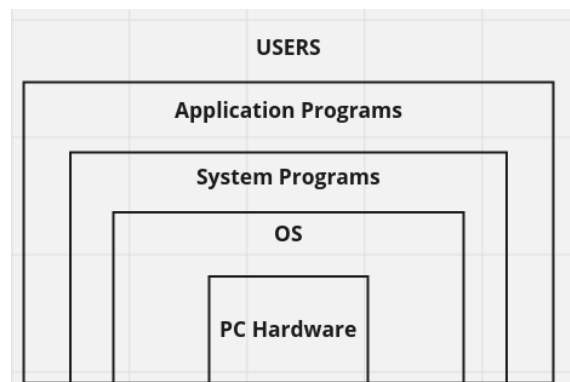 USERS
Application Programs
System Programs
OS
PC Hardware